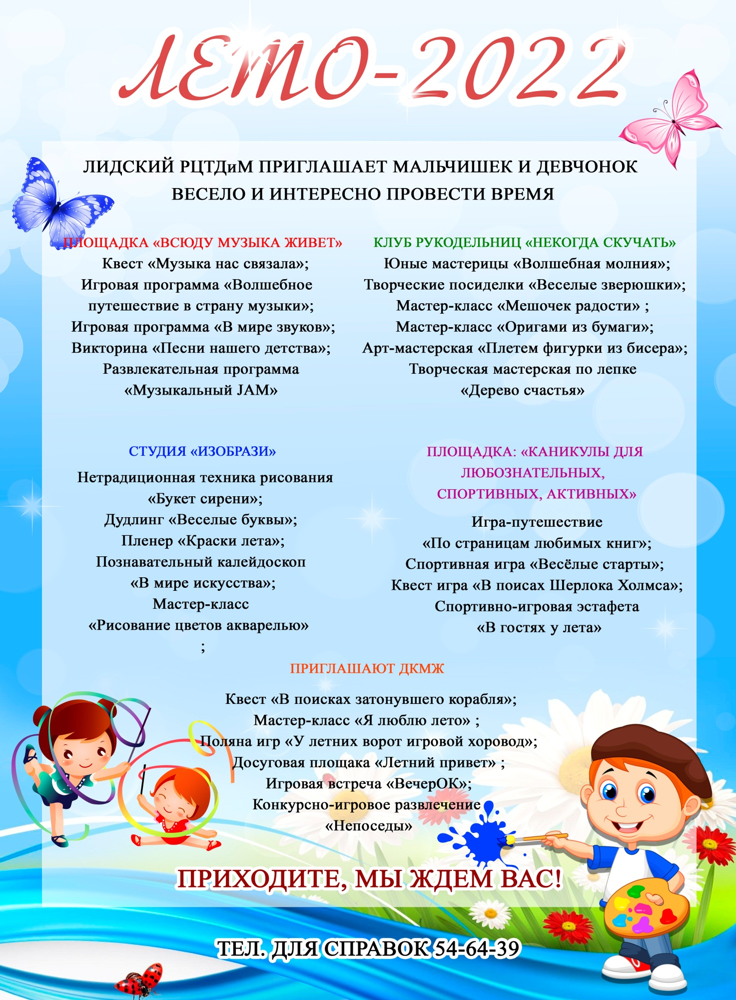 ЛЕТО-2022
ЛИДСКИЙ РЦТДиМ ПРИГЛАШАЕТ МАЛЬЧИШЕК И ДЕВЧОНОК
ВЕСЕЛО И ИНТЕРЕСНО ПРОВЕСТИ ВРЕМЯ
ПЛОЩАДКА «ВСЮДУ МУЗЫКА ЖИВЕТ»
Квест «Музыка нас связала»;
Игровая программа «Волшебное
путешествие в страну музыки»;
Игровая программа «В мире звуков»;
Викторина «Песни нашего детства»;
Развлекательная программа
«Музыкальный JAM»
КЛУБ РУКОДЕЛЬНИЦ «НЕКОГДА СКУЧАТЬ»
Юные мастерицы «Волшебная молния»;
Творческие посиделки «Веселые зверюшки»;
Мастер-класс «Мешочек радости» ;
Мастер-класс «Оригами из бумаги»;
Арт-мастерская «Плетем фигурки из бисера»;
Творческая мастерская по лепке
«Дерево счастья»
СТУДИЯ «ИЗОБРАЗИ»
Нетрадиционная техника рисования
«Букет сирени»;
Дудлинг «Веселые буквы»;
Пленер «Краски лета»;
Познавательный калейдоскоп
«В мире искусства»;
Мастер-класс
«Рисование цветов акварелью»
;
ПЛОЩАДКА: «КАНИКУЛЫ ДЛЯ
ЛЮБОЗНАТЕЛЬНЫХ,
СПОРТИВНЫХ, АКТИВНЫХ»
Игра-путешествие
«По страницам любимых книг»;
Спортивная игра «Весёлые старты»;
Квест игра «В поисах Шерлока Холмса»;
Спортивно-игровая эстафета
«В гостях у лета»
ПРИГЛАШАЮТ ДКМЖ
Квест «В поисках затонувшего корабля»;
Мастер-класс «Я люблю лето» ;
Поляна игр «У летних ворот игровой хоровод»;
Досуговая площака «Летний привет» ;
Игровая встреча «ВечерОК»;
Конкурсно-игровое развлечение
«Непоседы»
ПРИХОДИТЕ, МЫ ЖДЕМ ВАС!
ТЕЛ. ДЛЯ СПРАВОК 54-64-39